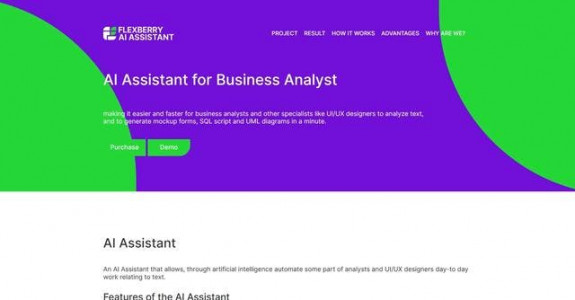 FLEXBERRY
AI ASSISTANT
PROJECT RESULT HOW IT WORKS ADVANTAGES WHY ARE WE?
AI Assistant for Business Analyst
making it easier and faster for business analysts and other specialists like UI/UX designers to analyze text,
and to generate mockup forms, SQL script and UML diagrams in a minute.
Purchase Demo
AI Assistant
An AI Assistant that allows, through artificial intelligence automate some part of analysts and UI/UX designers day-to day
work relating to text.
Features of the AI Assistant